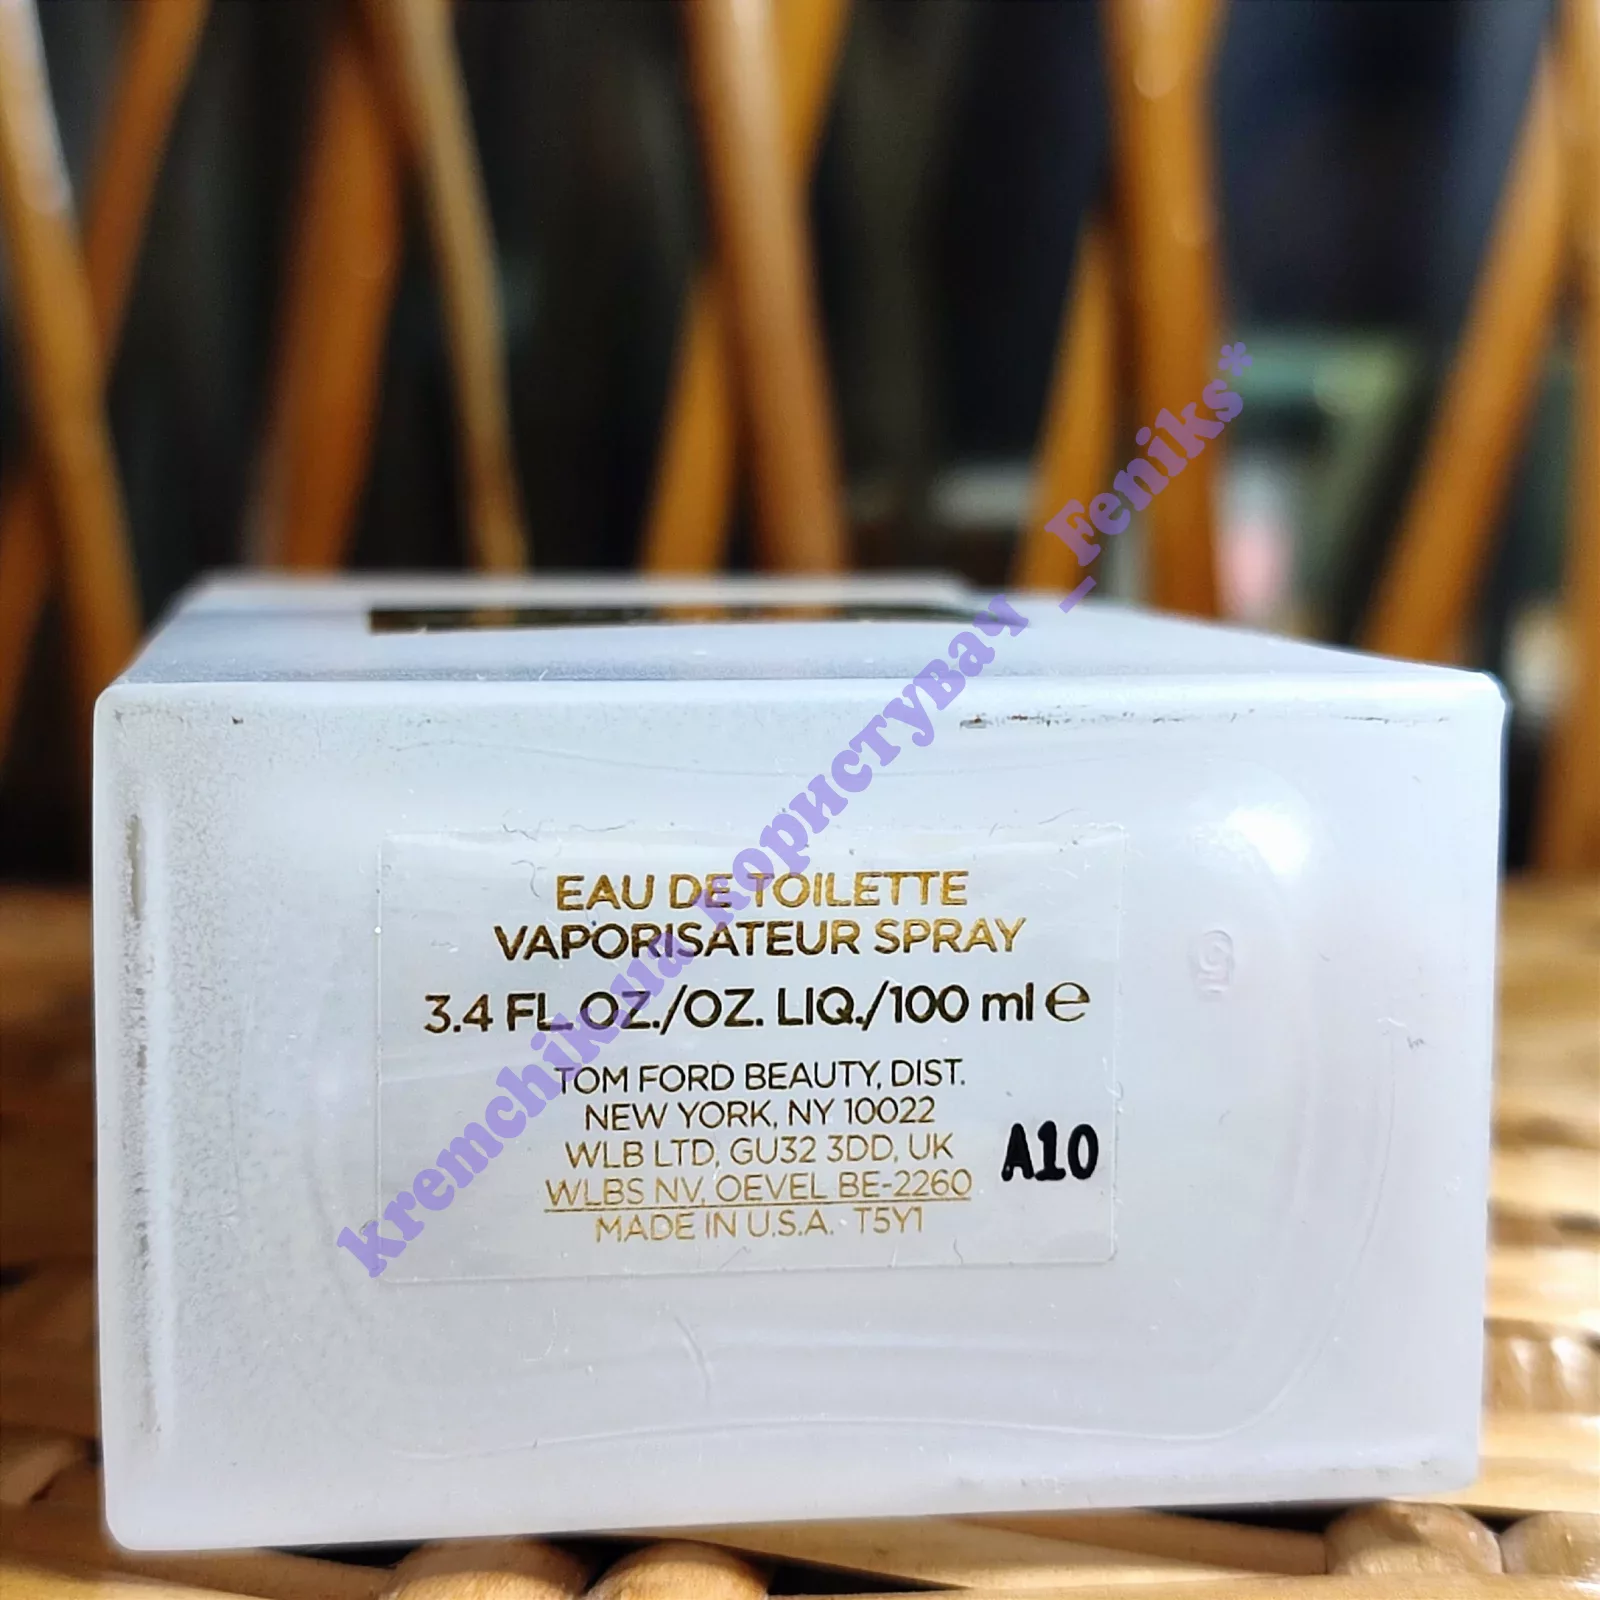 EAU DE TOILETTE
VAPORISATEUR SPRAY
3.4 FL. OZ./OZ. LIQ./100 ml ℮
TOM FORD BEAUTY, DIST.
NEW YORK, NY 10022
WLB LTD, GU32 3DD, UK
WLBS NV, OEVEL BE-2260
MADE IN U.S.A. T5Y1
A10
kremchik.ua користувач _Feniks*